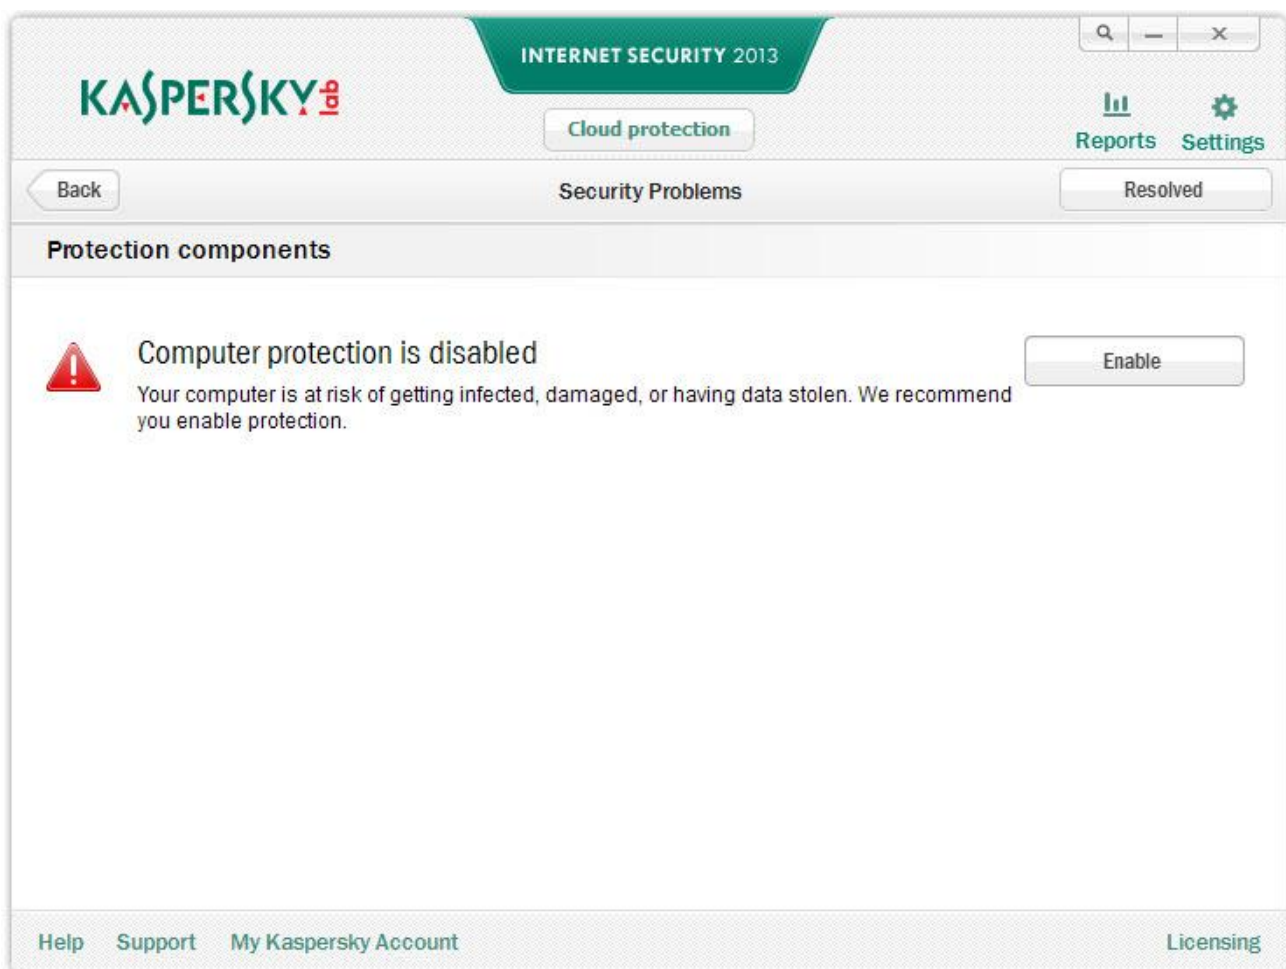 INTERNET SECURITY 2013
KASPERSKY lab
Cloud protection
Reports
Settings
Back
Security Problems
Resolved
Protection components
Computer protection is disabled
Enable
Your computer is at risk of getting infected, damaged, or having data stolen. We recommend
you enable protection.
Help
Support
My Kaspersky Account
Licensing